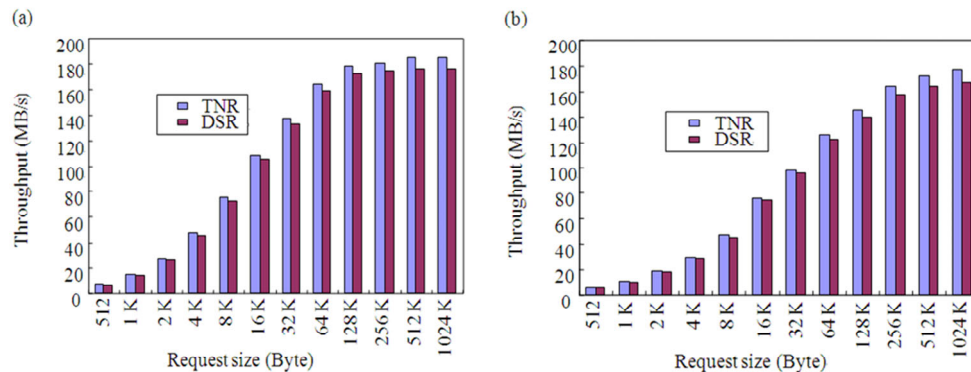 (a)
Throughput (MB/s)
200
180
160
140
120
100
80
60
40
20
0
TNR
DSR
512
1 K
2 K
4 K
8 K
16 K
32 K
64 K
128 K
256 K
512 K
1024 K
Request size (Byte)
(b)
Throughput (MB/s)
200
180
160
140
120
100
80
60
40
20
0
TNR
DSR
512
1 K
2 K
4 K
8 K
16 K
32 K
64 K
128 K
256 K
512 K
1024 K
Request size (Byte)